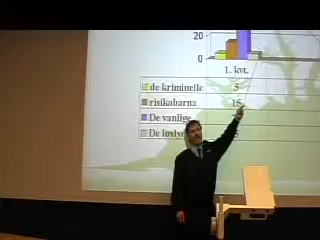 20
0
1. kvt.
de kriminelle 5
risikobarna 15
De vanlige